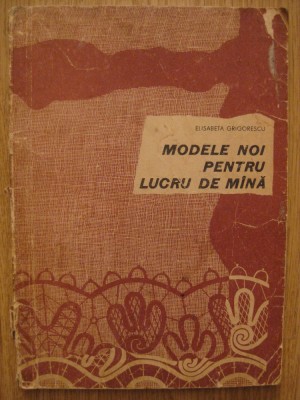 ELISABETA GRIGORESCU
MODELE NOI
PENTRU
LUCRU DE MÎNĂ